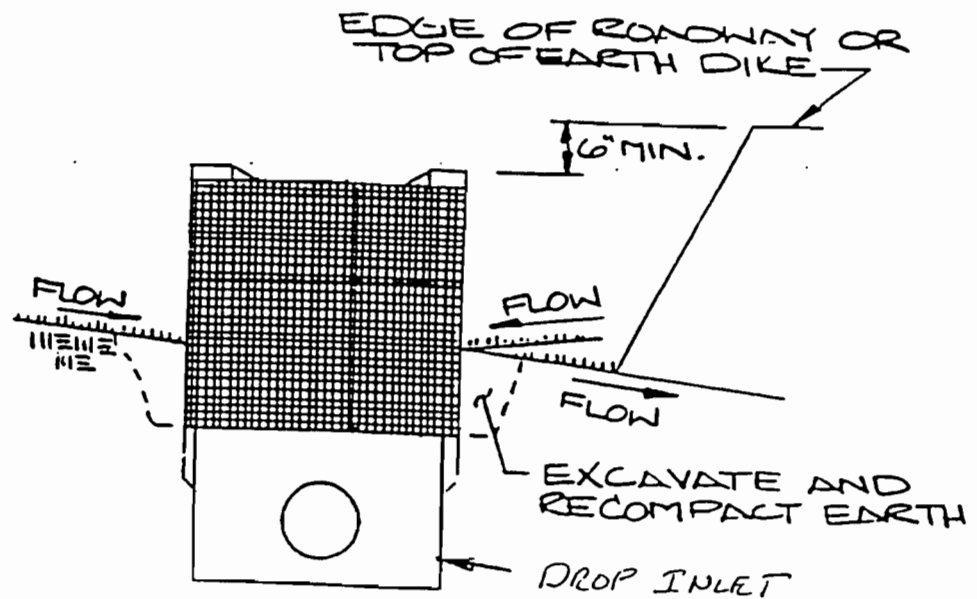 EDGE OF ROADWAY OR
TOP OF EARTH DIKE
6" MIN.
FLOW
FLOW
FLOW
EXCAVATE AND
RECOMPACT EARTH
DROP INLET